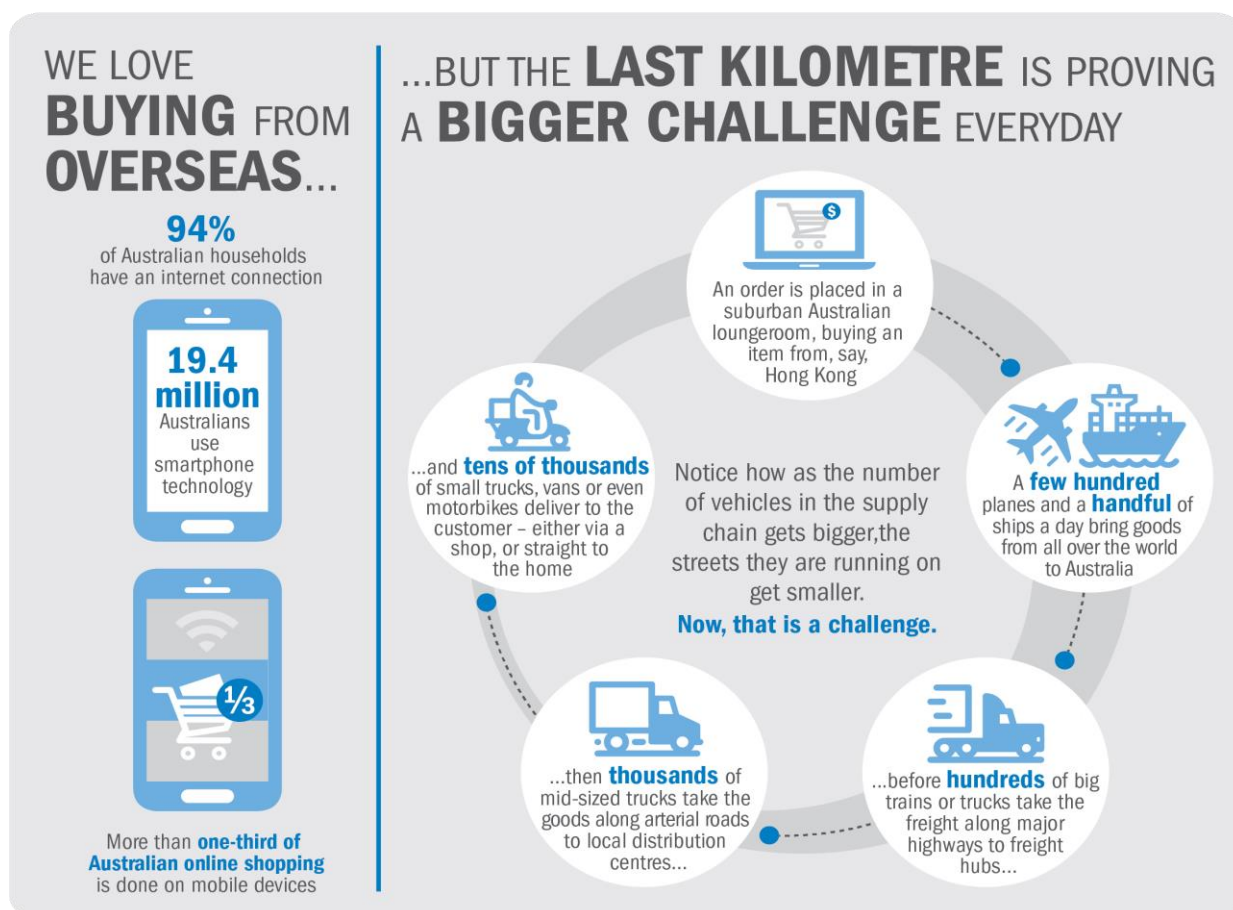 WE LOVE
BUYING FROM
OVERSEAS...
94%
of Australian households
have an internet connection
19.4
million
Australians
use
smartphone
technology
1/3
More than one-third of
Australian online shopping
is done on mobile devices
...BUT THE LAST KILOMETRE IS PROVING
A BIGGER CHALLENGE EVERYDAY
$
An order is placed in a
suburban Australian
loungeroom, buying an
item from, say,
Hong Kong
A few hundred
planes and a handful of
ships a day bring goods
from all over the world
to Australia
...before hundreds of big
trains or trucks take the
freight along major
highways to freight
hubs...
...then thousands of
mid-sized trucks take the
goods along arterial roads
to local distribution
centres...
...and tens of thousands
of small trucks, vans or even
motorbikes deliver to the
customer – either via a
shop, or straight to
the home
Notice how as the number
of vehicles in the supply
chain gets bigger,the
streets they are running on
get smaller.
Now, that is a challenge.